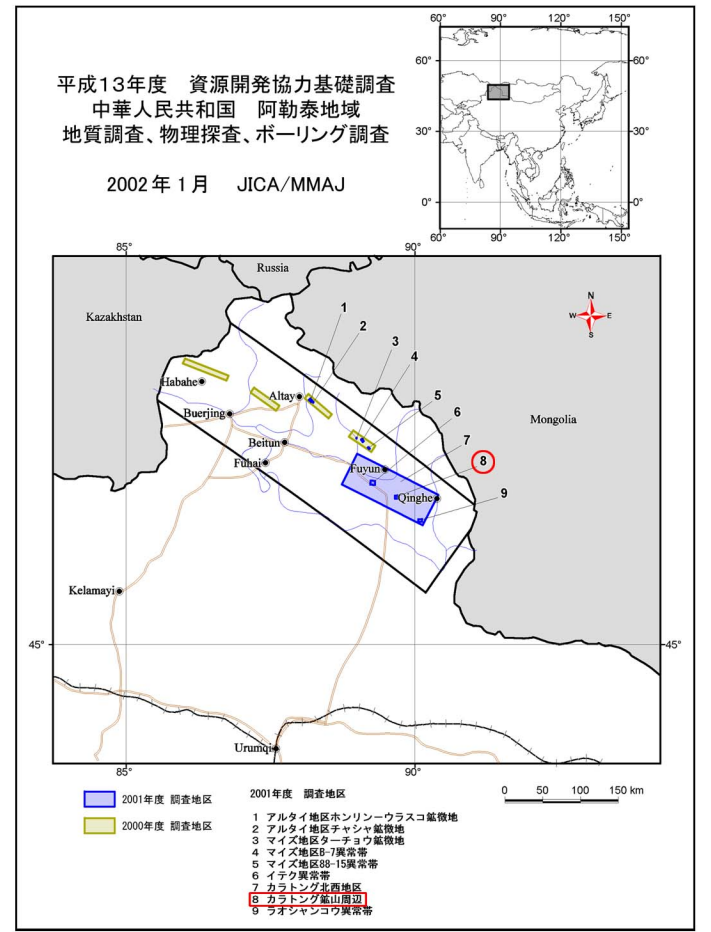 平成13年度　資源開発協力基礎調査
中華人民共和国　阿勒泰地域
地質調査、物理探査、ボーリング調査
2002年1月　JICA/MMAJ
60° 90° 120° 150°
60° 60°
30° 30°
0° 0°
60° 90° 120° 150°
85° 90°
Russia
Kazakhstan
N
W E
S
1
2
3
4
5
6
7
8
9
Habahe
Altay
Buerjing
Mongolia
Beitun
Fuhai
Fuyun
Qinghe
Kelamayi
45° 45°
Urumqi
85° 90°
2001年度 調査地区
2000年度 調査地区
2001年度　調査地区
1 アルタイ地区ホンリンーウラスコ鉱徴地
2 アルタイ地区チャシャ鉱徴地
3 マイズ地区ターチョウ鉱徴地
4 マイズ地区B-7異常帯
5 マイズ地区88-15異常帯
6 イテク異常帯
7 カラトング北西地区
8 カラトング鉱山周辺
9 ラオシャンコウ異常帯
0 50 100 150 km